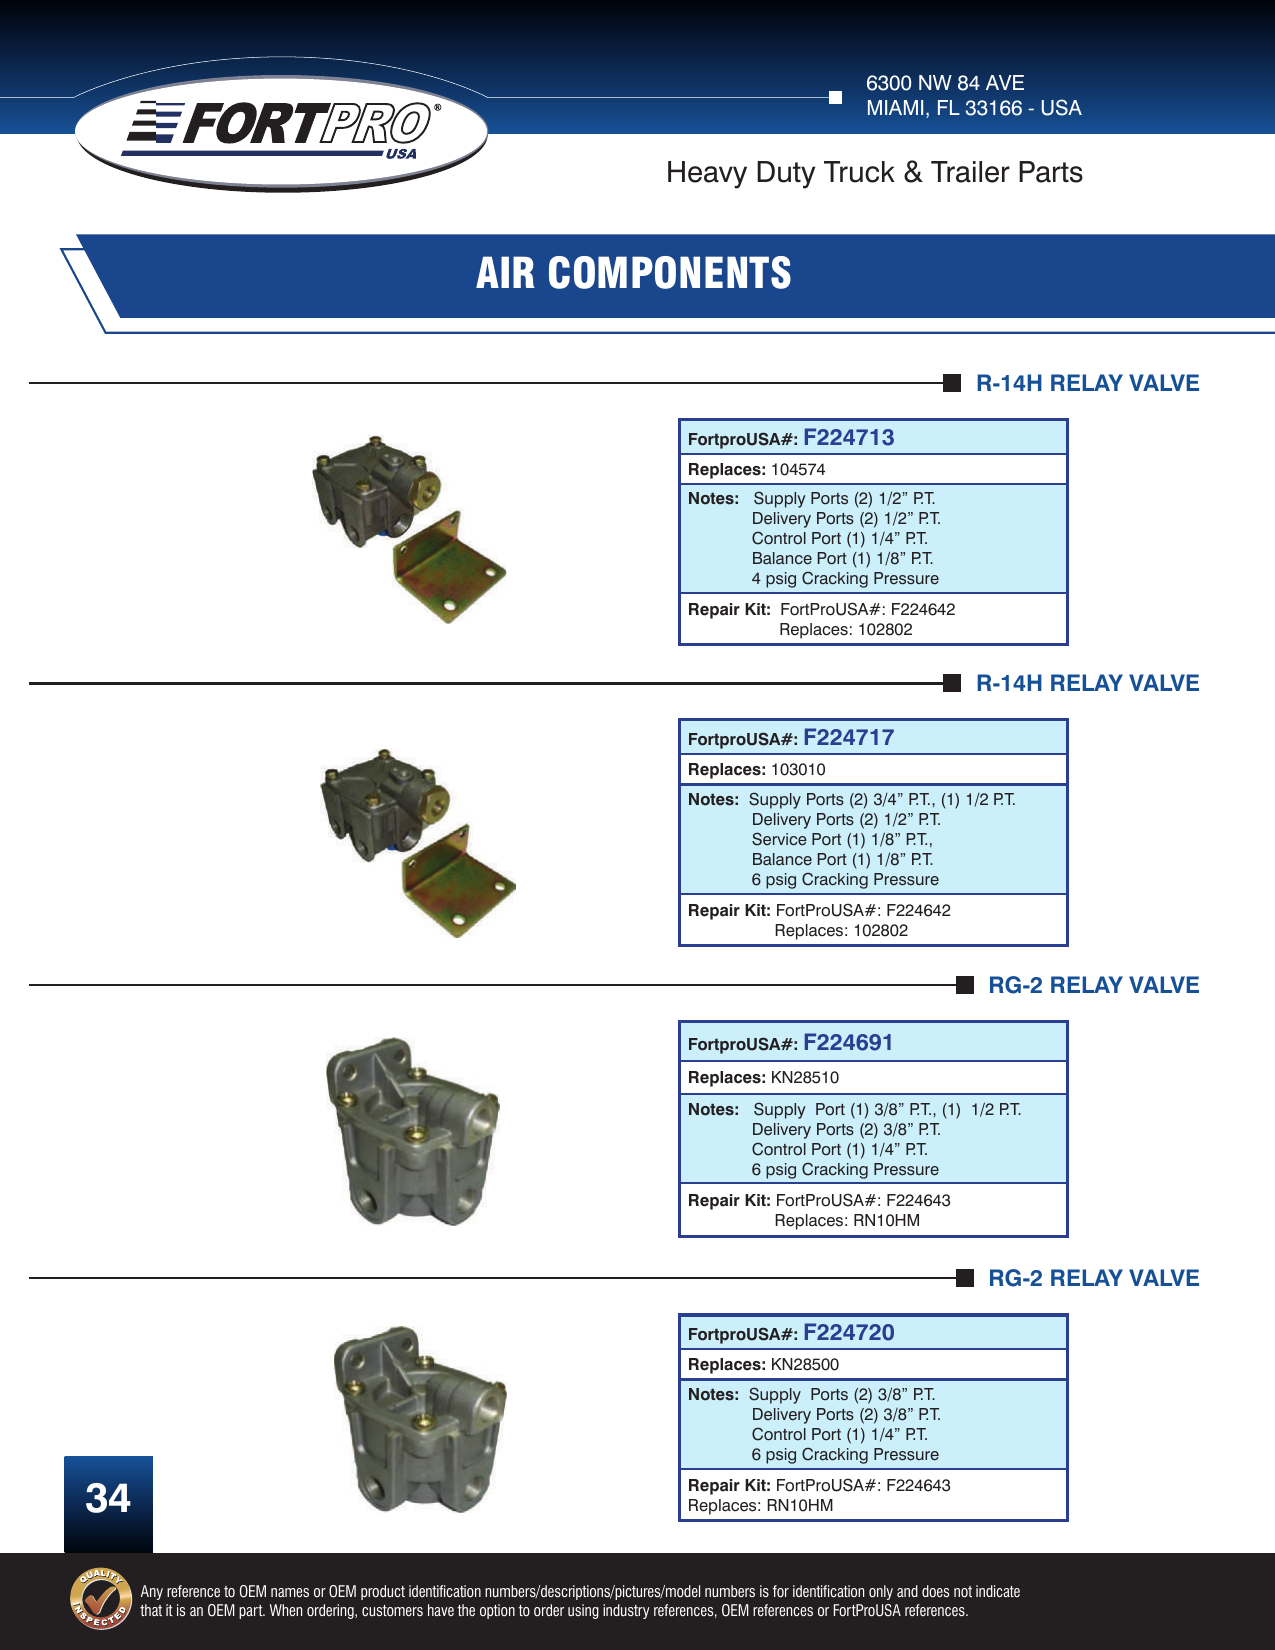 6300 NW 84 AVE
MIAMI, FL 33166 - USA
FORTPRO®
USA
Heavy Duty Truck & Trailer Parts
AIR COMPONENTS
R-14H RELAY VALVE
FortproUSA#: F224713
Replaces: 104574
Notes: Supply Ports (2) 1/2” P.T.
Delivery Ports (2) 1/2” P.T.
Control Port (1) 1/4” P.T.
Balance Port (1) 1/8” P.T.
4 psig Cracking Pressure
Repair Kit: FortProUSA#: F224642
Replaces: 102802
R-14H RELAY VALVE
FortproUSA#: F224717
Replaces: 103010
Notes: Supply Ports (2) 3/4” P.T., (1) 1/2 P.T.
Delivery Ports (2) 1/2” P.T.
Service Port (1) 1/8” P.T.,
Balance Port (1) 1/8” P.T.
6 psig Cracking Pressure
Repair Kit: FortProUSA#: F224642
Replaces: 102802
RG-2 RELAY VALVE
FortproUSA#: F224691
Replaces: KN28510
Notes: Supply Port (1) 3/8” P.T., (1) 1/2 P.T.
Delivery Ports (2) 3/8” P.T.
Control Port (1) 1/4” P.T.
6 psig Cracking Pressure
Repair Kit: FortProUSA#: F224643
Replaces: RN10HM
RG-2 RELAY VALVE
FortproUSA#: F224720
Replaces: KN28500
Notes: Supply Ports (2) 3/8” P.T.
Delivery Ports (2) 3/8” P.T.
Control Port (1) 1/4” P.T.
6 psig Cracking Pressure
Repair Kit: FortProUSA#: F224643
Replaces: RN10HM
34
QUALITY
INSPECTED
Any reference to OEM names or OEM product identification numbers/descriptions/pictures/model numbers is for identification only and does not indicate
that it is an OEM part. When ordering, customers have the option to order using industry references, OEM references or FortProUSA references.